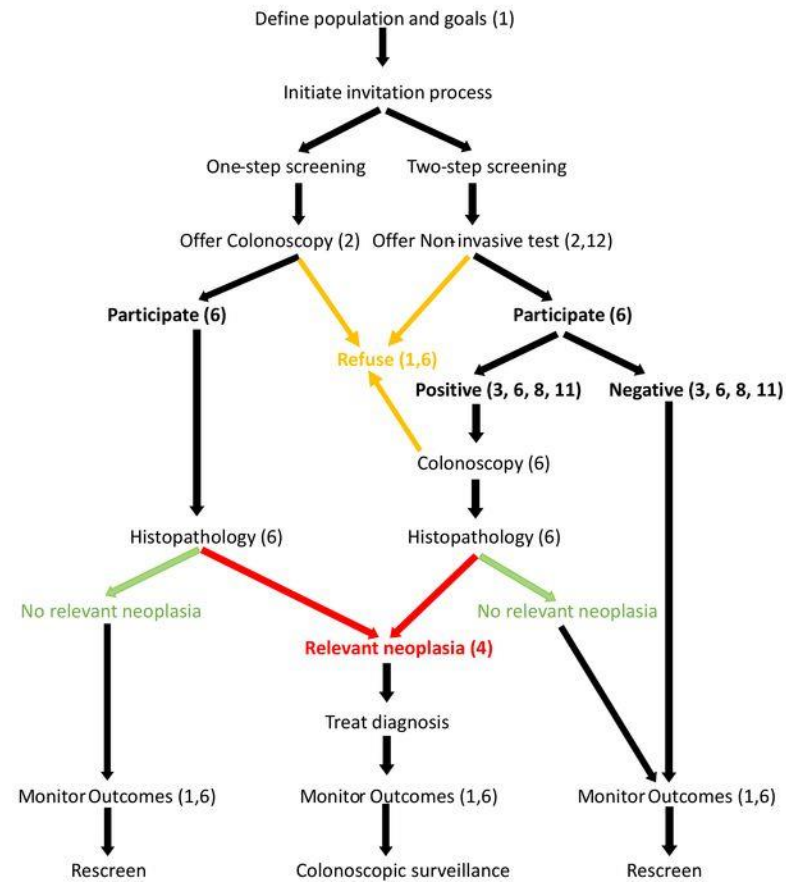 Define population and goals (1)
Initiate invitation process
One-step screening
Two-step screening
Offer Colonoscopy (2)
Offer Non-invasive test (2,12)
Participate (6)
Participate (6)
Refuse (1,6)
Positive (3, 6, 8, 11)
Negative (3, 6, 8, 11)
Colonoscopy (6)
Histopathology (6)
Histopathology (6)
No relevant neoplasia
No relevant neoplasia
Relevant neoplasia (4)
Treat diagnosis
Monitor Outcomes (1,6)
Monitor Outcomes (1,6)
Monitor Outcomes (1,6)
Rescreen
Colonoscopic surveillance
Rescreen